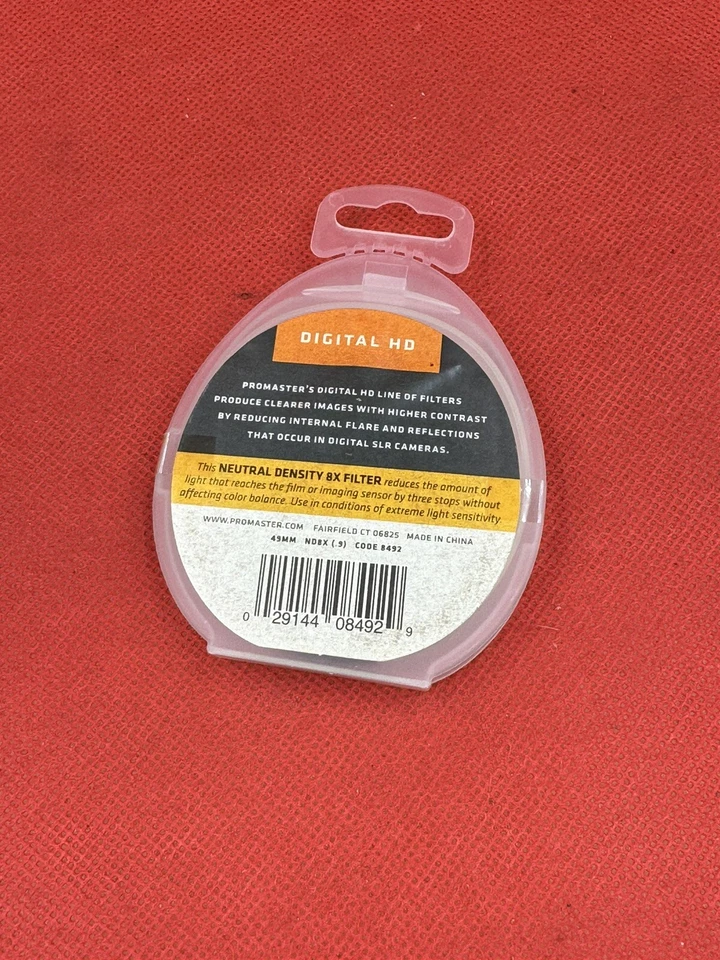 DIGITAL HD
PROMASTER'S DIGITAL HD LINE OF FILTERS
PRODUCE CLEARER IMAGES WITH HIGHER CONTRAST
BY REDUCING INTERNAL FLARE AND REFLECTIONS
THAT OCCUR IN DIGITAL SLR CAMERAS.
This NEUTRAL DENSITY 8X FILTER reduces the amount of
light that reaches the film or imaging sensor by three stops without
affecting color balance. Use in conditions of extreme light sensitivity.
WWW.PROMASTER.COM FAIRFIELD CT 06825 MADE IN CHINA
49MM ND8X (.9) CODE 8492
0 29144 08492 9